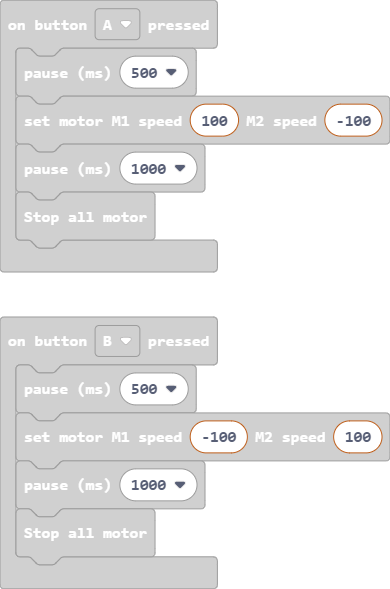 on button A pressed
pause (ms) 500
set motor M1 speed 100 M2 speed -100
pause (ms) 1000
Stop all motor
on button B pressed
pause (ms) 500
set motor M1 speed -100 M2 speed 100
pause (ms) 1000
Stop all motor